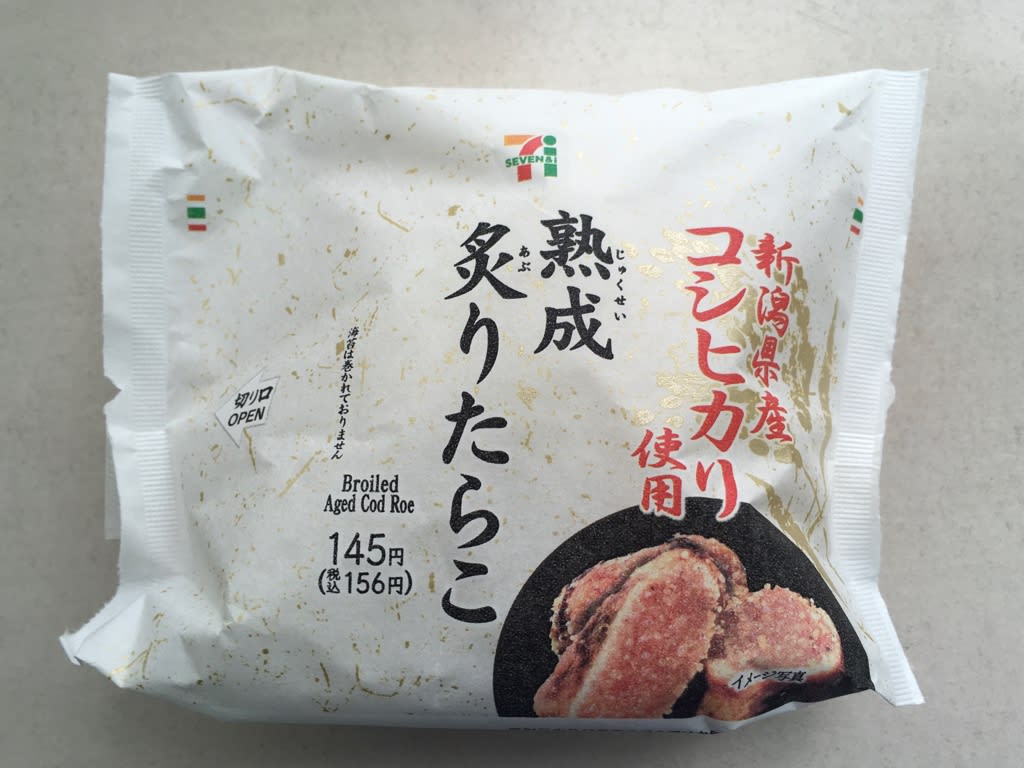 SEVEN&i
新潟県産
コシヒカリ
使用
熟成
じゅくせい
炙りたらこ
あぶ
海苔は巻かれておりません
切り口
OPEN
Broiled
Aged Cod Roe
145円
(税込156円)
イメージ写真